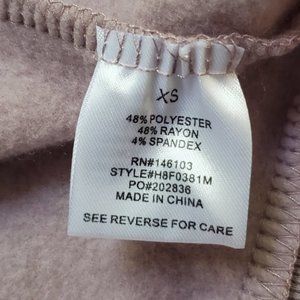 XS
48% POLYESTER
48% RAYON
4% SPANDEX
RN#146103
STYLE#H8F0381M
PO#202836
MADE IN CHINA
SEE REVERSE FOR CARE